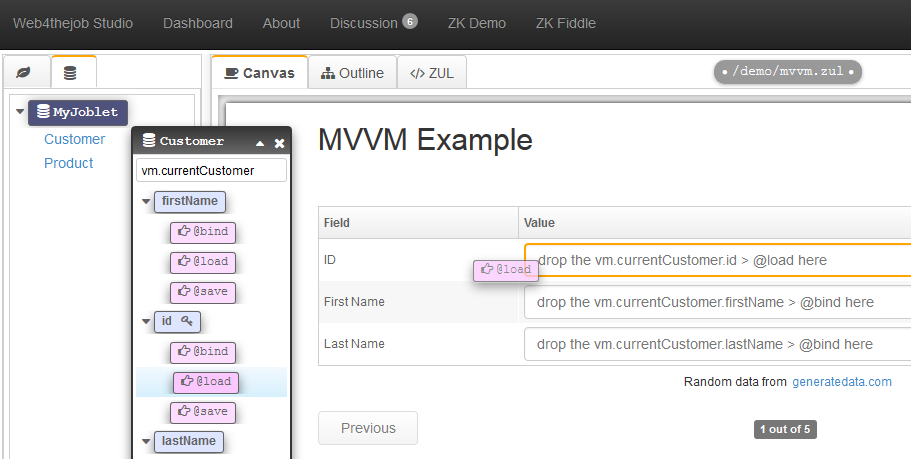 Web4thejob Studio Dashboard About Discussion 6 ZK Demo ZK Fiddle
Canvas Outline </> ZUL /demo/mvvm.zul
MyJoblet
Customer
Product
Customer
vm.currentCustomer
firstName
@bind
@load
@save
id
@bind
@load
@save
lastName
MVVM Example
Field Value
ID drop the vm.currentCustomer.id > @load here
@load
First Name drop the vm.currentCustomer.firstName > @bind here
Last Name drop the vm.currentCustomer.lastName > @bind here
Random data from generatedata.com
Previous 1 out of 5